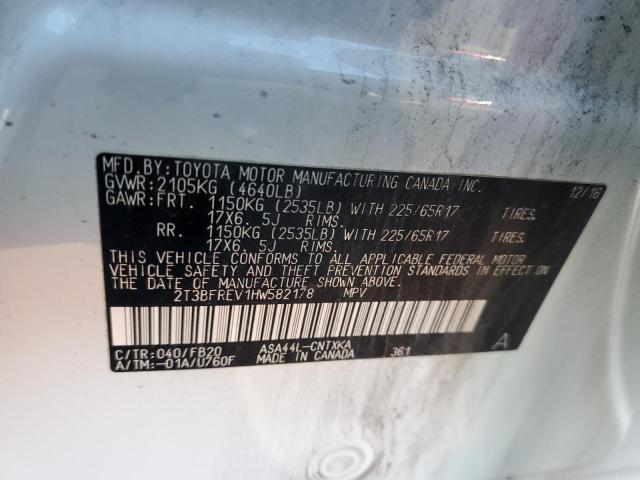 MFD.BY:TOYOTA MOTOR MANUFACTURING CANADA INC.
GVWR:2105KG (4640LB) 12/16
GAWR:FRT. 1150KG (2535LB) WITH 225/65R17 TIRES,
17X6. 5J RIMS,
RR. 1150KG (2535LB) WITH 225/65R17 TIRES,
17X6. 5J RIMS,
THIS VEHICLE CONFORMS TO ALL APPLICABLE FEDERAL MOTOR
VEHICLE SAFETY AND THEFT PREVENTION STANDARDS IN EFFECT
ON THE DATE OF MANUFACTURE SHOWN ABOVE.
2T3BFREV1HW582178 MPV
C/TR:040/FB20 ASA44L-CNTXKA 361 A
A/TM:-01A/U760F MADE IN CANADA